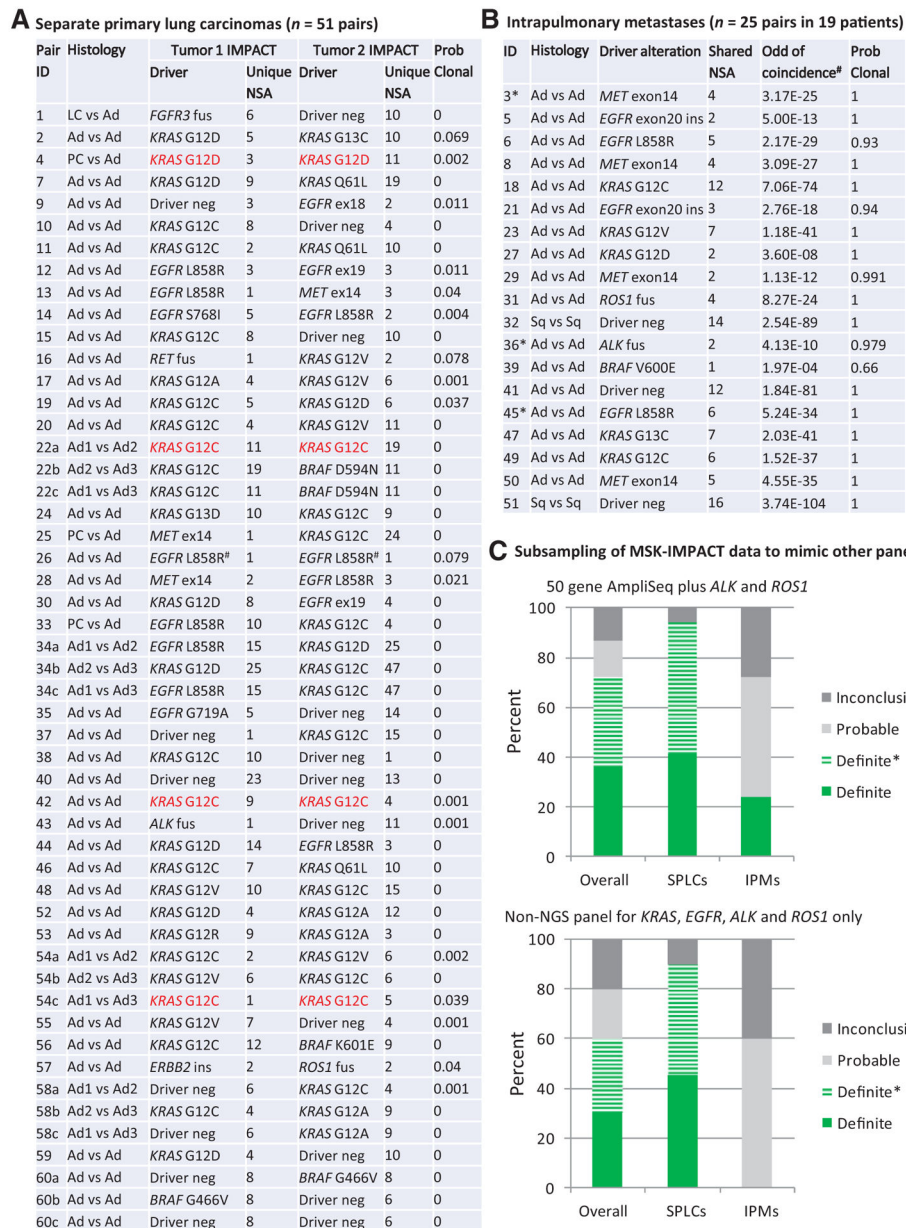 A Separate primary lung carcinomas (n = 51 pairs)
Pair ID Histology Tumor 1 IMPACT Tumor 2 IMPACT Prob Clonal
Driver Unique NSA Driver Unique NSA
1 LC vs Ad FGFR3 fus 6 Driver neg 10 0
2 Ad vs Ad KRAS G12D 5 KRAS G13C 10 0.069
4 PC vs Ad KRAS G12D 3 KRAS G12D 11 0.002
7 Ad vs Ad KRAS G12D 9 KRAS Q61L 19 0
9 Ad vs Ad Driver neg 3 EGFR ex18 2 0.011
10 Ad vs Ad KRAS G12C 8 Driver neg 4 0
11 Ad vs Ad KRAS G12C 2 KRAS Q61L 10 0
12 Ad vs Ad EGFR L858R 3 EGFR ex19 3 0.011
13 Ad vs Ad EGFR L858R 1 MET ex14 3 0.04
14 Ad vs Ad EGFR S768I 5 EGFR L858R 2 0.004
15 Ad vs Ad KRAS G12C 8 Driver neg 10 0
16 Ad vs Ad RET fus 1 KRAS G12V 2 0.078
17 Ad vs Ad KRAS G12A 4 KRAS G12V 6 0.001
19 Ad vs Ad KRAS G12C 5 KRAS G12D 6 0.037
20 Ad vs Ad KRAS G12C 4 KRAS G12V 11 0
22a Ad1 vs Ad2 KRAS G12C 11 KRAS G12C 19 0
22b Ad2 vs Ad3 KRAS G12C 19 BRAF D594N 11 0
22c Ad1 vs Ad3 KRAS G12C 11 BRAF D594N 11 0
24 Ad vs Ad KRAS G13D 10 KRAS G12C 9 0
25 PC vs Ad MET ex14 1 KRAS G12C 24 0
26 Ad vs Ad EGFR L858R# 1 EGFR L858R# 1 0.079
28 Ad vs Ad MET ex14 2 EGFR L858R 3 0.021
30 Ad vs Ad KRAS G12D 8 EGFR ex19 4 0
33 PC vs Ad EGFR L858R 10 KRAS G12C 4 0
34a Ad1 vs Ad2 EGFR L858R 15 KRAS G12D 25 0
34b Ad2 vs Ad3 KRAS G12D 25 KRAS G12C 47 0
34c Ad1 vs Ad3 EGFR L858R 15 KRAS G12C 47 0
35 Ad vs Ad EGFR G719A 5 Driver neg 14 0
37 Ad vs Ad Driver neg 1 KRAS G12C 15 0
38 Ad vs Ad KRAS G12C 10 Driver neg 1 0
40 Ad vs Ad Driver neg 23 Driver neg 13 0
42 Ad vs Ad KRAS G12C 9 KRAS G12C 4 0.001
43 Ad vs Ad ALK fus 1 Driver neg 11 0.001
44 Ad vs Ad KRAS G12D 14 EGFR L858R 3 0
46 Ad vs Ad KRAS G12C 7 KRAS Q61L 10 0
48 Ad vs Ad KRAS G12V 10 KRAS G12C 15 0
52 Ad vs Ad KRAS G12D 4 KRAS G12A 12 0
53 Ad vs Ad KRAS G12R 9 KRAS G12A 3 0
54a Ad1 vs Ad2 KRAS G12C 2 KRAS G12V 6 0.002
54b Ad2 vs Ad3 KRAS G12V 6 KRAS G12C 6 0
54c Ad1 vs Ad3 KRAS G12C 1 KRAS G12C 5 0.039
55 Ad vs Ad KRAS G12V 7 Driver neg 4 0.001
56 Ad vs Ad KRAS G12C 12 BRAF K601E 9 0
57 Ad vs Ad ERBB2 ins 2 ROS1 fus 2 0.04
58a Ad1 vs Ad2 Driver neg 6 KRAS G12C 4 0.001
58b Ad2 vs Ad3 KRAS G12C 4 KRAS G12A 9 0
58c Ad1 vs Ad3 Driver neg 6 KRAS G12A 9 0
59 Ad vs Ad KRAS G12D 4 Driver neg 10 0
60a Ad vs Ad Driver neg 8 BRAF G466V 8 0
60b Ad vs Ad BRAF G466V 8 Driver neg 6 0
60c Ad vs Ad Driver neg 8 Driver neg 6 0
B Intrapulmonary metastases (n = 25 pairs in 19 patients)
ID Histology Driver alteration Shared NSA Odd of coincidence# Prob Clonal
3* Ad vs Ad MET exon14 4 3.17E-25 1
5 Ad vs Ad EGFR exon20 ins 2 5.00E-13 1
6 Ad vs Ad EGFR L858R 5 2.17E-29 0.93
8 Ad vs Ad MET exon14 4 3.09E-27 1
18 Ad vs Ad KRAS G12C 12 7.06E-74 1
21 Ad vs Ad EGFR exon20 ins 3 2.76E-18 0.94
23 Ad vs Ad KRAS G12V 7 1.18E-41 1
27 Ad vs Ad KRAS G12D 2 3.60E-08 1
29 Ad vs Ad MET exon14 2 1.13E-12 0.991
31 Ad vs Ad ROS1 fus 4 8.27E-24 1
32 Sq vs Sq Driver neg 14 2.54E-89 1
36* Ad vs Ad ALK fus 2 4.13E-10 0.979
39 Ad vs Ad BRAF V600E 1 1.97E-04 0.66
41 Ad vs Ad Driver neg 12 1.84E-81 1
45* Ad vs Ad EGFR L858R 6 5.24E-34 1
47 Ad vs Ad KRAS G13C 7 2.03E-41 1
49 Ad vs Ad KRAS G12C 6 1.52E-37 1
50 Ad vs Ad MET exon14 5 4.55E-35 1
51 Sq vs Sq Driver neg 16 3.74E-104 1
C Subsampling of MSK-IMPACT data to mimic other pane
50 gene AmpliSeq plus ALK and ROS1
Percent
100
80
60
40
20
0
Overall SPLCs IPMs
Inconclusi
Probable
Definite*
Definite
Non-NGS panel for KRAS, EGFR, ALK and ROS1 only
Percent
100
80
60
40
20
0
Overall SPLCs IPMs
Inconclusi
Probable
Definite*
Definite